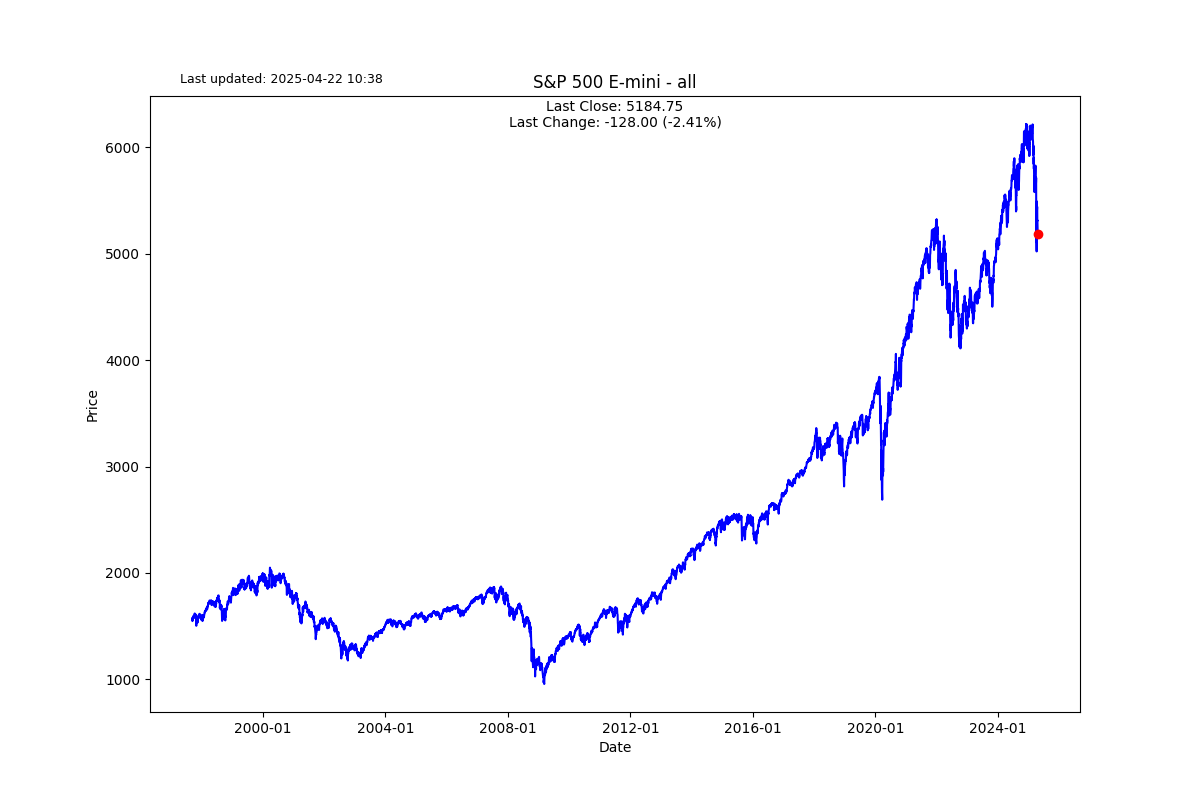 Last updated: 2025-04-22 10:38
S&P 500 E-mini - all
Last Close: 5184.75
Last Change: -128.00 (-2.41%)
6000
5000
4000
3000
2000
1000
Price
2000-01 2004-01 2008-01 2012-01 2016-01 2020-01 2024-01
Date